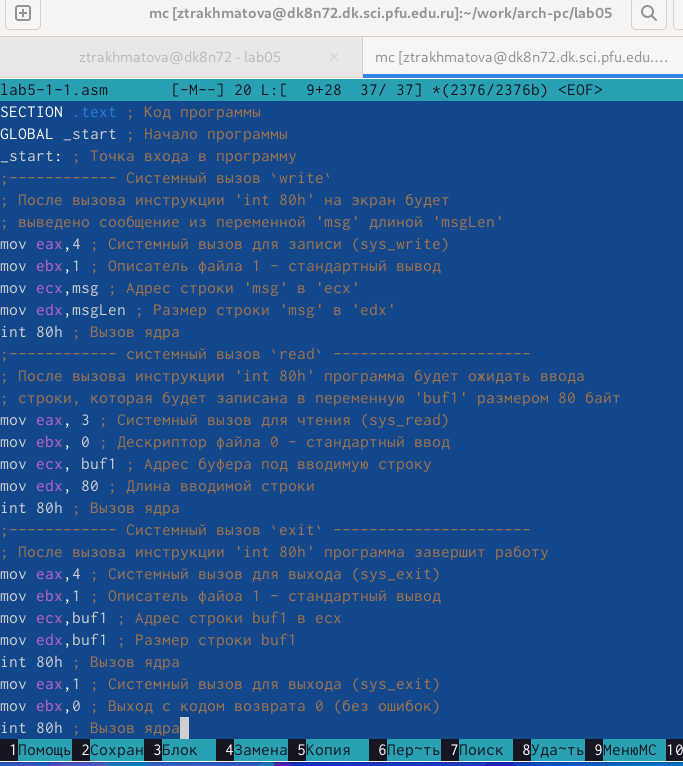 mc [ztrakhmatova@dk8n72.dk.sci.pfu.edu.ru]:~/work/arch-pc/lab05
ztrakhmatova@dk8n72 - lab05 × mc [ztrakhmatova@dk8n72.dk.sci.pfu.edu....
lab5-1-1.asm [-M--] 20 L:[ 9+28 37/ 37] *(2376/2376b) <EOF>
SECTION .text ; Код программы
GLOBAL _start ; Начало программы
_start: ; Точка входа в программу
;------------ Системный вызов `write`
; После вызова инструкции 'int 80h' на экран будет
; выведено сообщение из переменной 'msg' длиной 'msgLen'
mov eax,4 ; Системный вызов для записи (sys_write)
mov ebx,1 ; Описатель файла 1 - стандартный вывод
mov ecx,msg ; Адрес строки 'msg' в 'ecx'
mov edx,msgLen ; Размер строки 'msg' в 'edx'
int 80h ; Вызов ядра
;------------ системный вызов `read` ----------------------
; После вызова инструкции 'int 80h' программа будет ожидать ввода
; строки, которая будет записана в переменную 'buf1' размером 80 байт
mov eax, 3 ; Системный вызов для чтения (sys_read)
mov ebx, 0 ; Дескриптор файла 0 - стандартный ввод
mov ecx, buf1 ; Адрес буфера под вводимую строку
mov edx, 80 ; Длина вводимой строки
int 80h ; Вызов ядра
;------------ Системный вызов `exit` ----------------------
; После вызова инструкции 'int 80h' программа завершит работу
mov eax,4 ; Системный вызов для выхода (sys_exit)
mov ebx,1 ; Описатель файоа 1 - стандартный вывод
mov ecx,buf1 ; Адрес строки buf1 в ecx
mov edx,buf1 ; Размер строки buf1
int 80h ; Вызов ядра
mov eax,1 ; Системный вызов для выхода (sys_exit)
mov ebx,0 ; Выход с кодом возврата 0 (без ошибок)
int 80h ; Вызов ядра
1Помощь 2Сохран 3Блок 4Замена 5Копия 6Пер~ть 7Поиск 8Уда~ть 9МенюMC 10